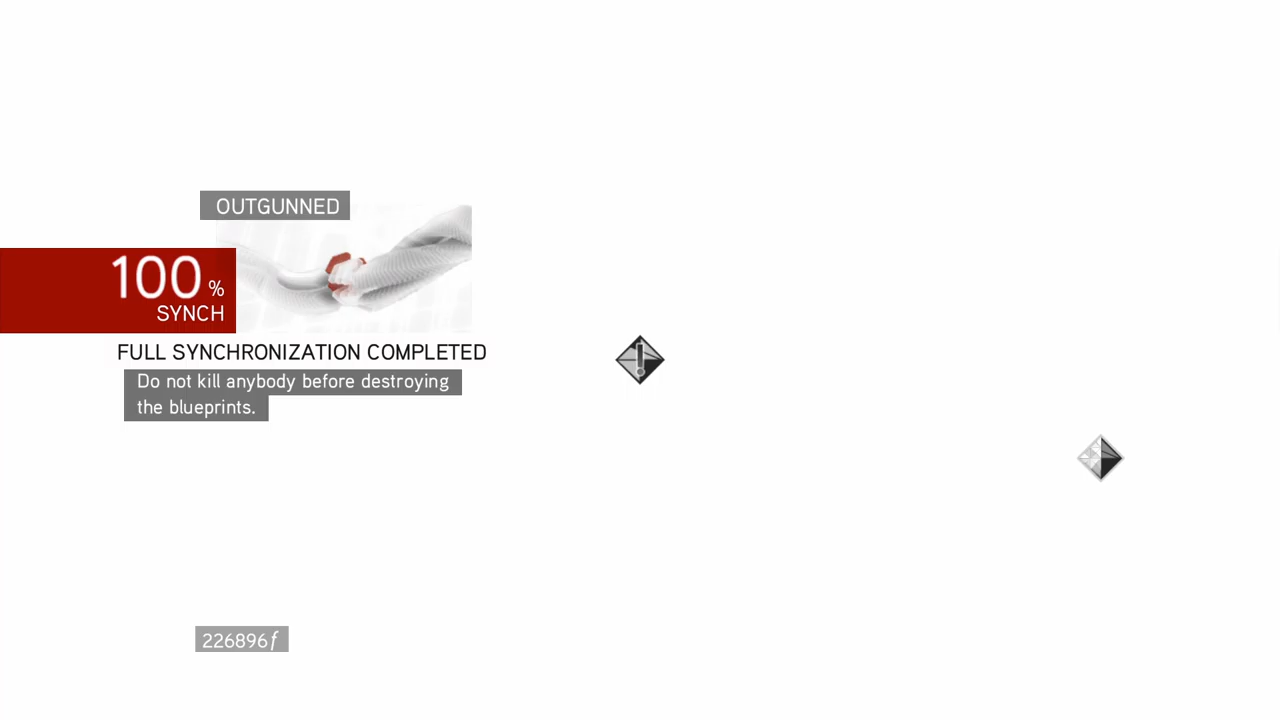 OUTGUNNED
100 %
SYNCH
FULL SYNCHRONIZATION COMPLETED
Do not kill anybody before destroying
the blueprints.
226896ƒ